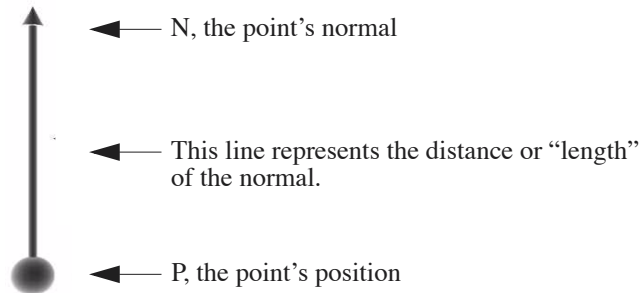 N, the point’s normal
This line represents the distance or “length”
of the normal.
P, the point’s position